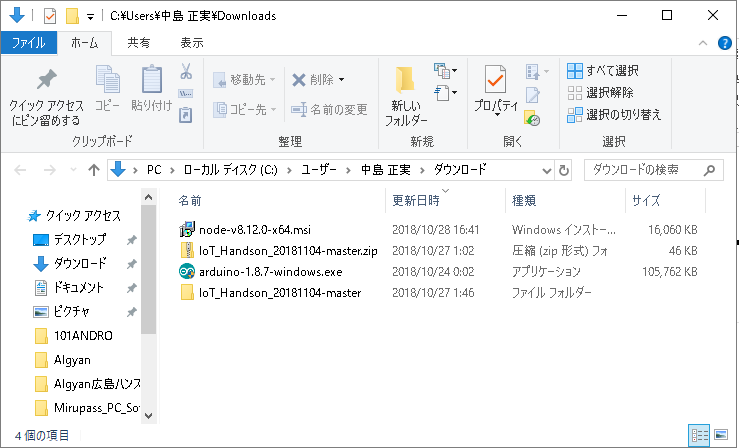 C:¥Users¥中島 正実¥Downloads
ファイル ホーム 共有 表示
クイック アクセス
にピン留めする
コピー 貼り付け
クリップボード
移動先 削除
コピー先 名前の変更
整理
新しい
フォルダー
新規
プロパティ
開く
すべて選択
選択解除
選択の切り替え
選択
PC ローカル ディスク (C:) ユーザー 中島 正実 ダウンロード
ダウンロードの検索
クイック アクセス
デスクトップ
ダウンロード
ドキュメント
ピクチャ
101ANDRO
Algyan
Algyan広島ハンズ
Mirupass_PC_Sof
名前 更新日時 種類 サイズ
node-v8.12.0-x64.msi 2018/10/28 16:41 Windows インストー... 16,060 KB
IoT_Handson_20181104-master.zip 2018/10/27 1:02 圧縮 (zip 形式) フォ 46 KB
arduino-1.8.7-windows.exe 2018/10/24 0:02 アプリケーション 105,762 KB
IoT_Handson_20181104-master 2018/10/27 1:46 ファイル フォルダー
4 個の項目